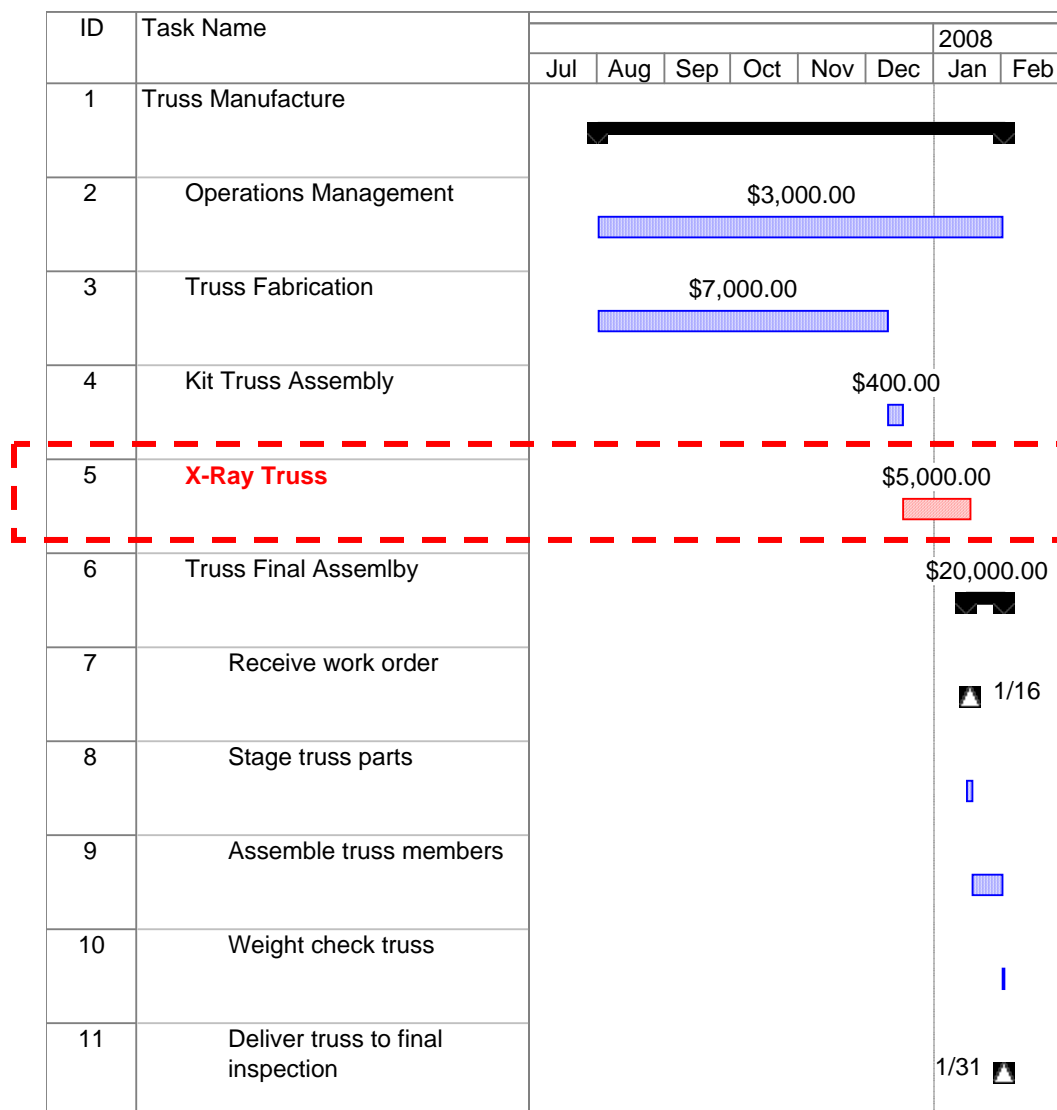 ID Task Name
2008
Jul Aug Sep Oct Nov Dec Jan Feb
1 Truss Manufacture
2 Operations Management $3,000.00
3 Truss Fabrication $7,000.00
4 Kit Truss Assembly $400.00
5 X-Ray Truss $5,000.00
6 Truss Final Assemlby $20,000.00
7 Receive work order 1/16
8 Stage truss parts
9 Assemble truss members
10 Weight check truss
11 Deliver truss to final
inspection 1/31